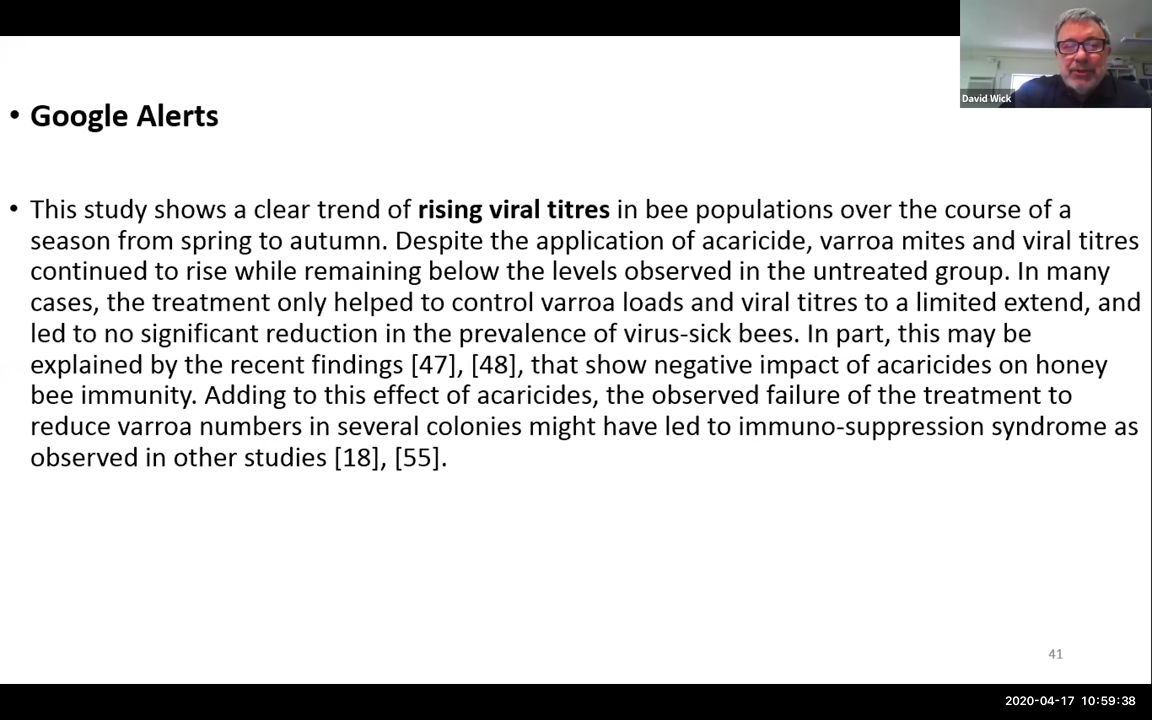 David Wick
• Google Alerts
• This study shows a clear trend of rising viral titres in bee populations over the course of a
season from spring to autumn. Despite the application of acaricide, varroa mites and viral titres
continued to rise while remaining below the levels observed in the untreated group. In many
cases, the treatment only helped to control varroa loads and viral titres to a limited extend, and
led to no significant reduction in the prevalence of virus-sick bees. In part, this may be
explained by the recent findings [47], [48], that show negative impact of acaricides on honey
bee immunity. Adding to this effect of acaricides, the observed failure of the treatment to
reduce varroa numbers in several colonies might have led to immuno-suppression syndrome as
observed in other studies [18], [55].
41
2020-04-17 10:59:38